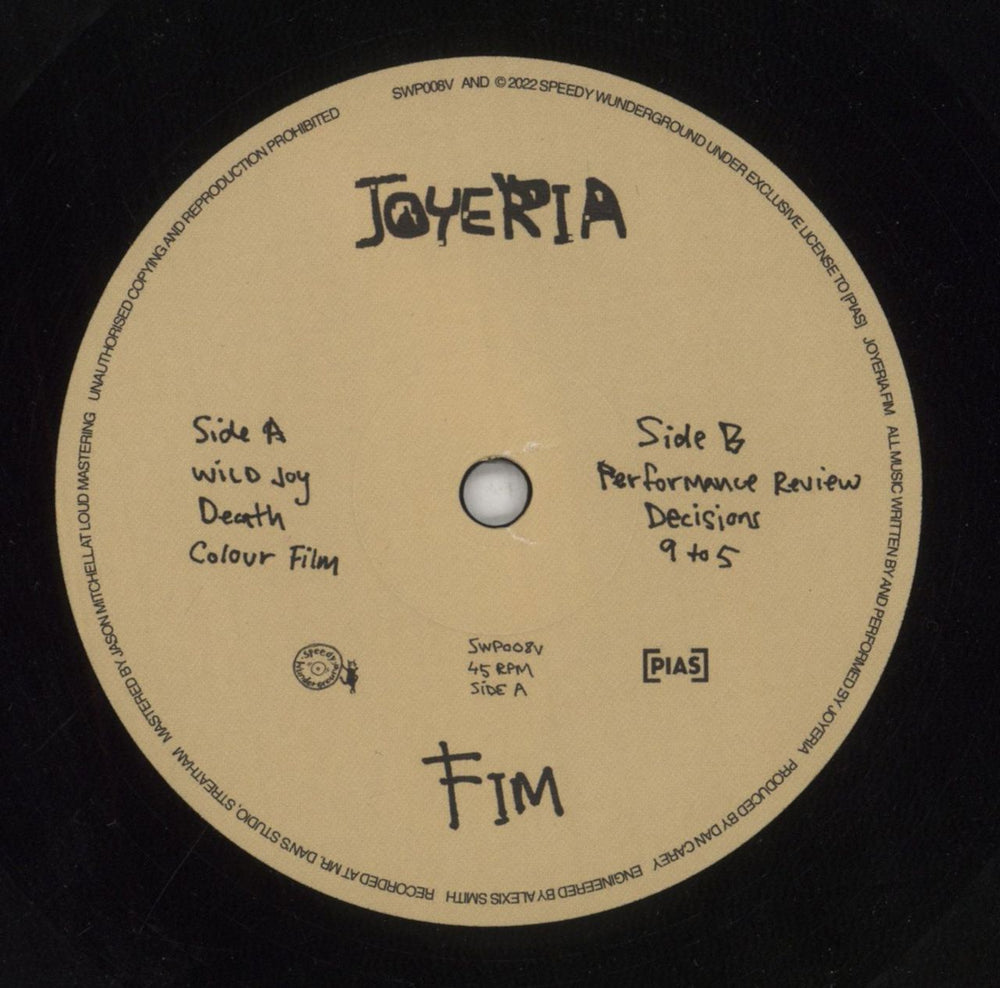 SWP008V AND © 2022 SPEEDY WUNDERGROUND UNDER EXCLUSIVE LICENSE TO [PIAS] JOYERIA FIM ALL MUSIC WRITTEN BY AND PERFORMED BY JOYERIA PRODUCED BY DAN CAREY ENGINEERED BY ALEXIS SMITH RECORDED AT MR. DAN'S STUDIO, STREATHAM MASTERED BY JASON MITCHELL AT LOUD MASTERING UNAUTHORISED COPYING AND REPRODUCTION PROHIBITED
JOYERIA
Side A
WILD Joy
Death
Colour Film
Side B
Performance Review
Decisions
9 to 5
Speedy
Wunderground
SWP008V
45 RPM
SIDE A
[PIAS]
FIM